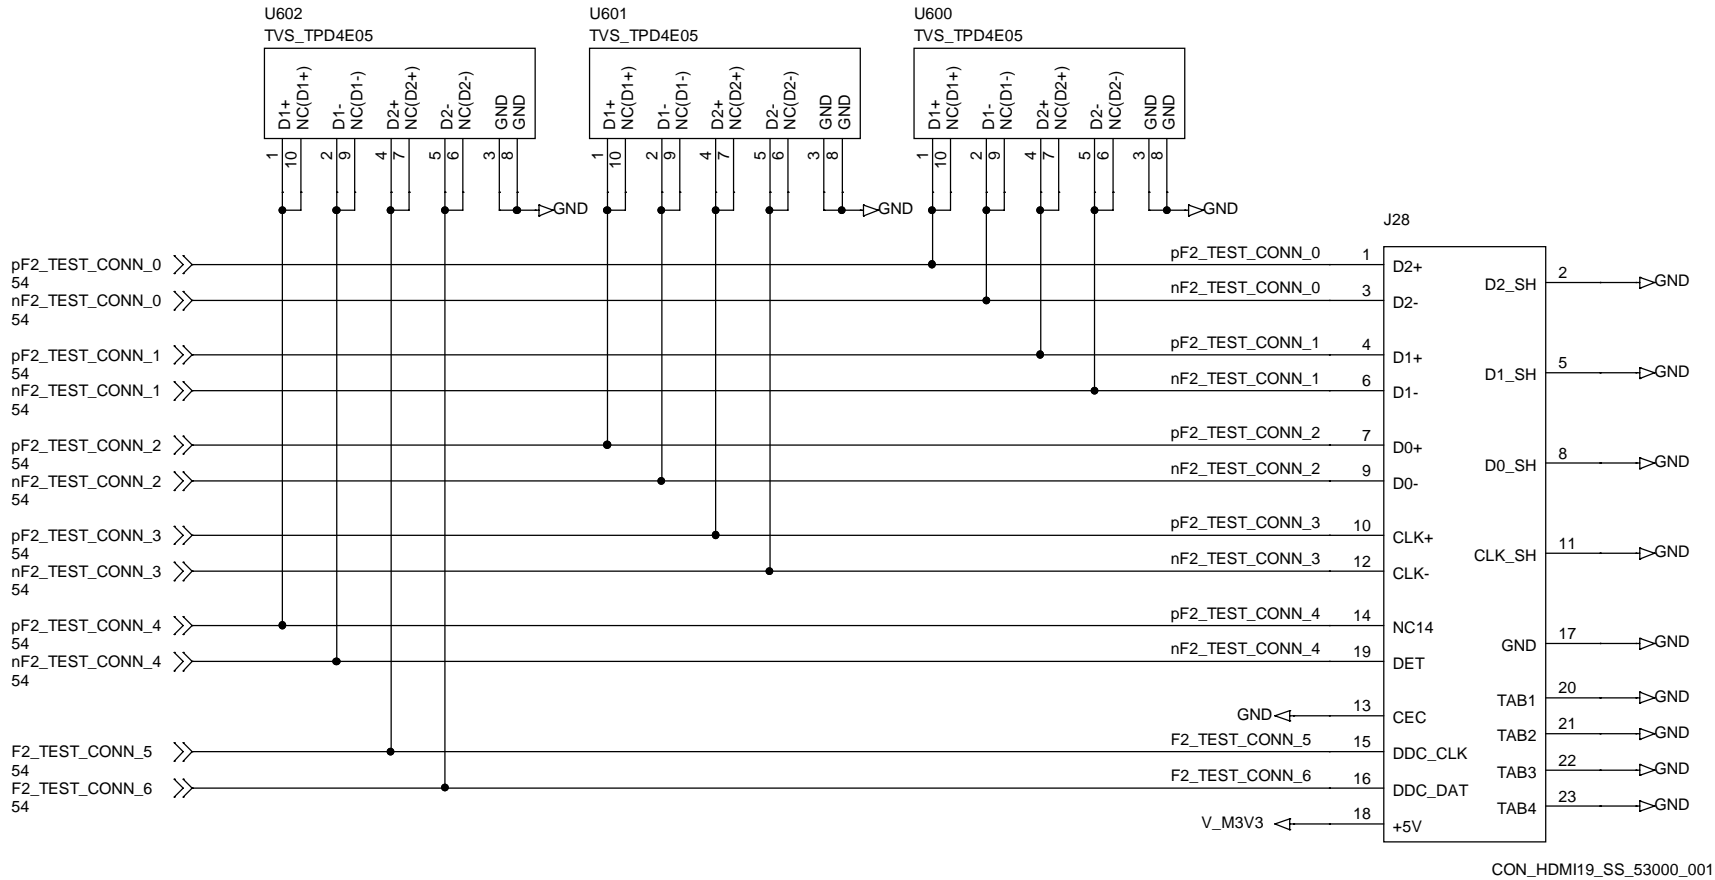 U602
TVS_TPD4E05
D1+
NC(D1+)
D1-
NC(D1-)
D2+
NC(D2+)
D2-
NC(D2-)
GND
GND
1
10
2
9
4
7
5
6
3
8
GND
U601
TVS_TPD4E05
D1+
NC(D1+)
D1-
NC(D1-)
D2+
NC(D2+)
D2-
NC(D2-)
GND
GND
1
10
2
9
4
7
5
6
3
8
GND
U600
TVS_TPD4E05
D1+
NC(D1+)
D1-
NC(D1-)
D2+
NC(D2+)
D2-
NC(D2-)
GND
GND
1
10
2
9
4
7
5
6
3
8
GND
pF2_TEST_CONN_0
54
nF2_TEST_CONN_0
54
pF2_TEST_CONN_1
54
nF2_TEST_CONN_1
54
pF2_TEST_CONN_2
54
nF2_TEST_CONN_2
54
pF2_TEST_CONN_3
54
nF2_TEST_CONN_3
54
pF2_TEST_CONN_4
54
nF2_TEST_CONN_4
54
F2_TEST_CONN_5
54
F2_TEST_CONN_6
54
J28
pF2_TEST_CONN_0 1 D2+
nF2_TEST_CONN_0 3 D2-
pF2_TEST_CONN_1 4 D1+
nF2_TEST_CONN_1 6 D1-
pF2_TEST_CONN_2 7 D0+
nF2_TEST_CONN_2 9 D0-
pF2_TEST_CONN_3 10 CLK+
nF2_TEST_CONN_3 12 CLK-
pF2_TEST_CONN_4 14 NC14
nF2_TEST_CONN_4 19 DET
GND 13 CEC
F2_TEST_CONN_5 15 DDC_CLK
F2_TEST_CONN_6 16 DDC_DAT
V_M3V3 18 +5V
D2_SH 2 GND
D1_SH 5 GND
D0_SH 8 GND
CLK_SH 11 GND
GND 17 GND
TAB1 20 GND
TAB2 21 GND
TAB3 22 GND
TAB4 23 GND
CON_HDMI19_SS_53000_001